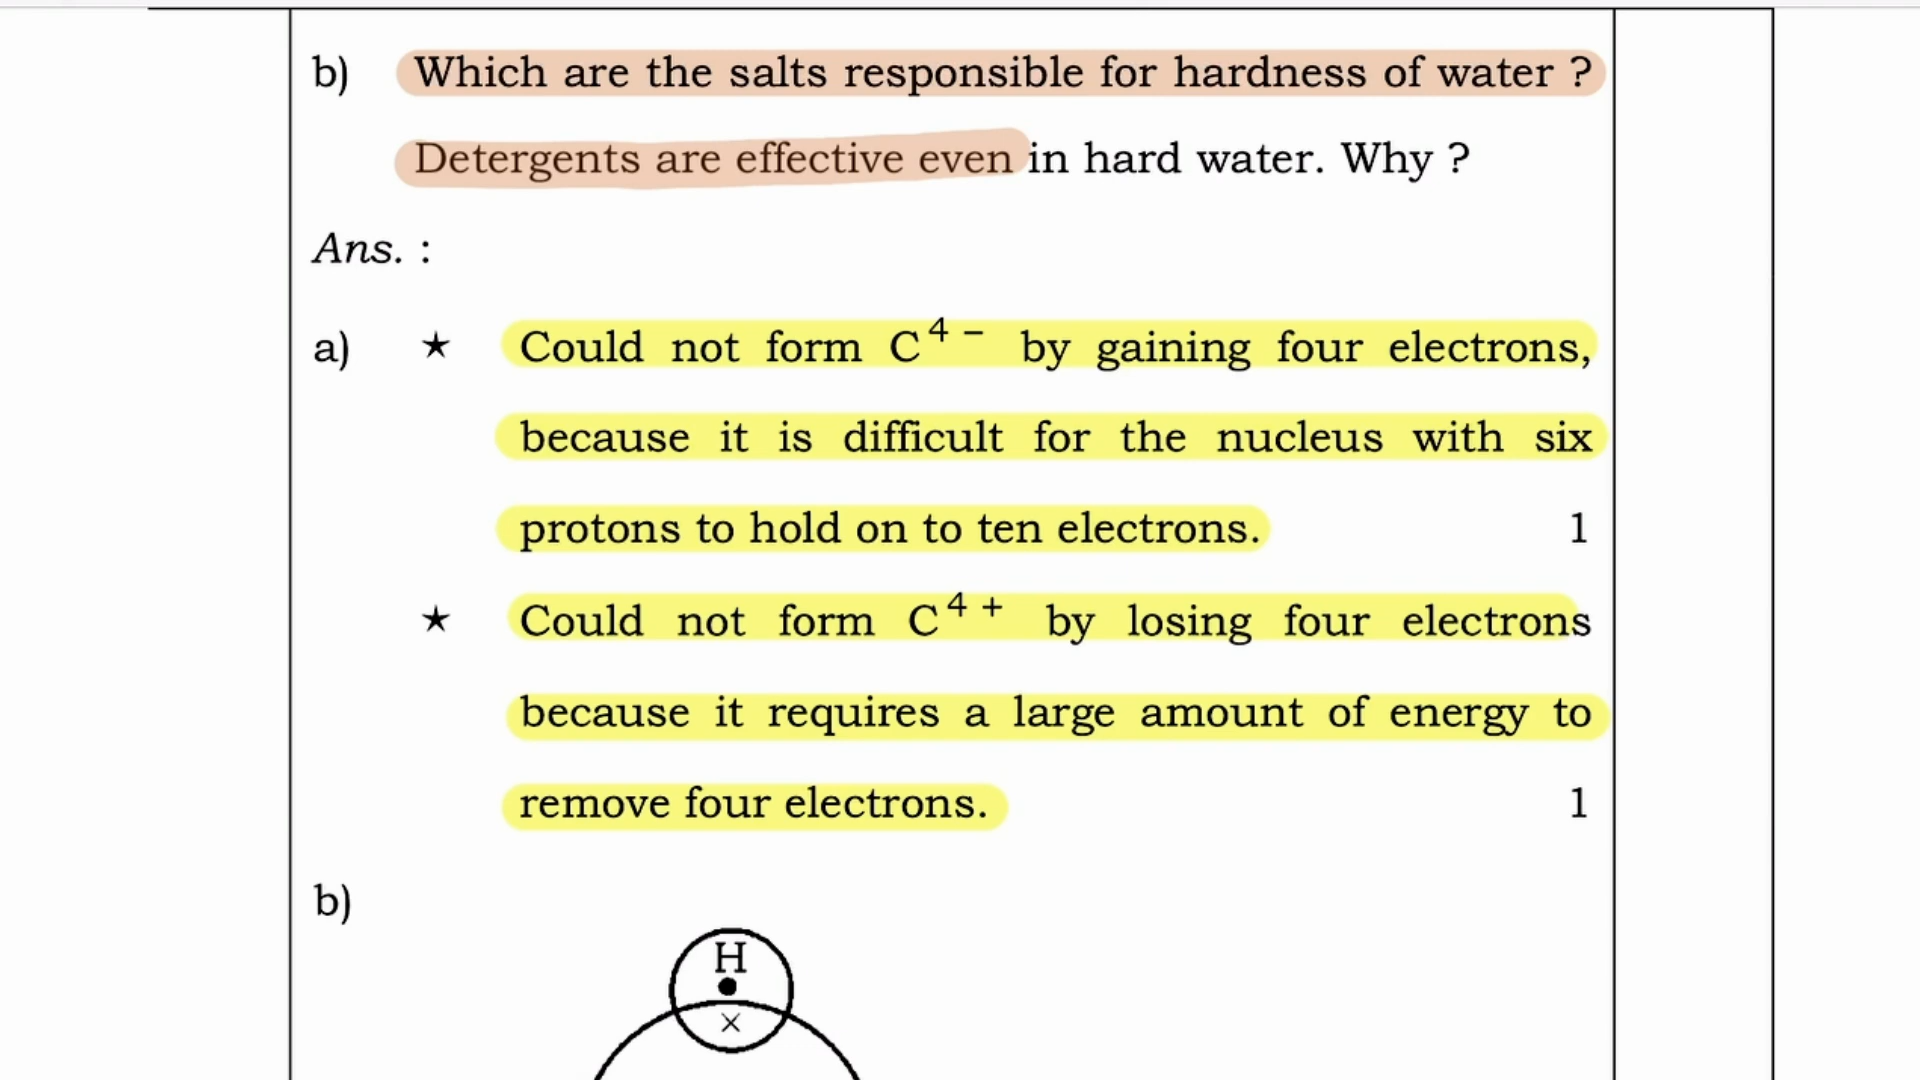 b) Which are the salts responsible for hardness of water ?
Detergents are effective even in hard water. Why ?
Ans. :
a) ★ Could not form C⁴⁻ by gaining four electrons,
because it is difficult for the nucleus with six
protons to hold on to ten electrons. 1
★ Could not form C⁴⁺ by losing four electrons
because it requires a large amount of energy to
remove four electrons. 1
b)
H
×